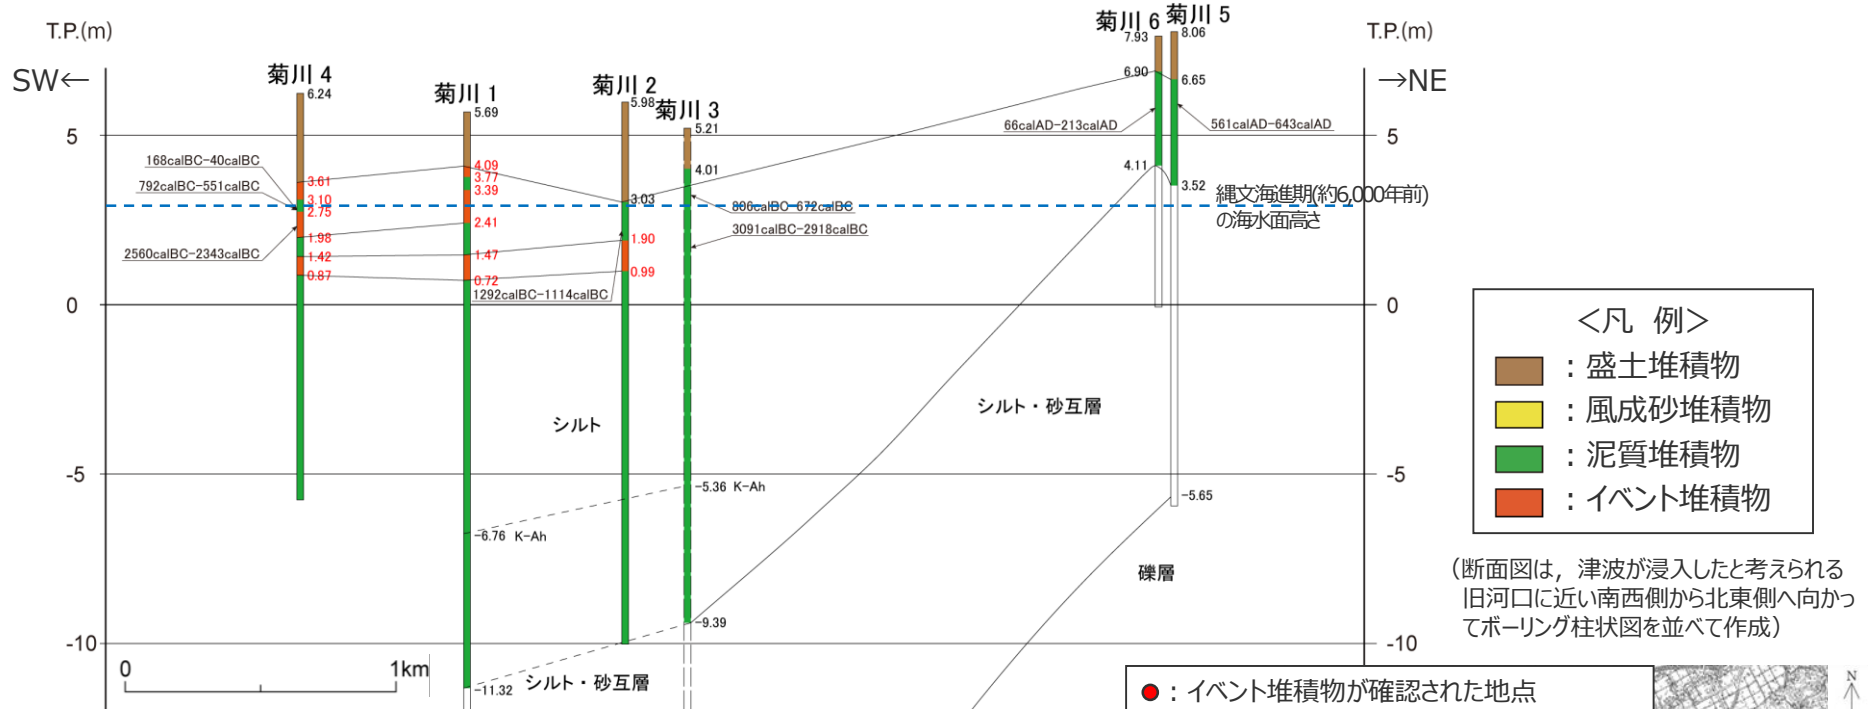 T.P.(m)
SW←
菊川 4
6.24
菊川 1
5.69
菊川 2
5.98
菊川 3
5.21
菊川 6
7.93
菊川 5
8.06
T.P.(m)
→NE
6.90
6.65
5
5
168calBC-40calBC
792calBC-551calBC
2560calBC-2343calBC
3.61
3.10
2.75
1.98
1.42
0.87
4.09
3.77
3.39
2.41
1.47
0.72
3.03
1.90
0.99
1292calBC-1114calBC
4.01
806calBC-672calBC
3091calBC-2918calBC
66calAD-213calAD
561calAD-643calAD
4.11
3.52
縄文海進期(約6,000年前)
の海水面高さ
0
0
シルト
シルト・砂互層
-5
-5
-5.36 K-Ah
-6.76 K-Ah
-5.65
礫層
-9.39
-10
-10
-11.32
シルト・砂互層
0
1km
<凡 例>
：盛土堆積物
：風成砂堆積物
：泥質堆積物
：イベント堆積物
（断面図は，津波が浸入したと考えられる
旧河口に近い南西側から北東側へ向かっ
てボーリング柱状図を並べて作成）
：イベント堆積物が確認された地点
N